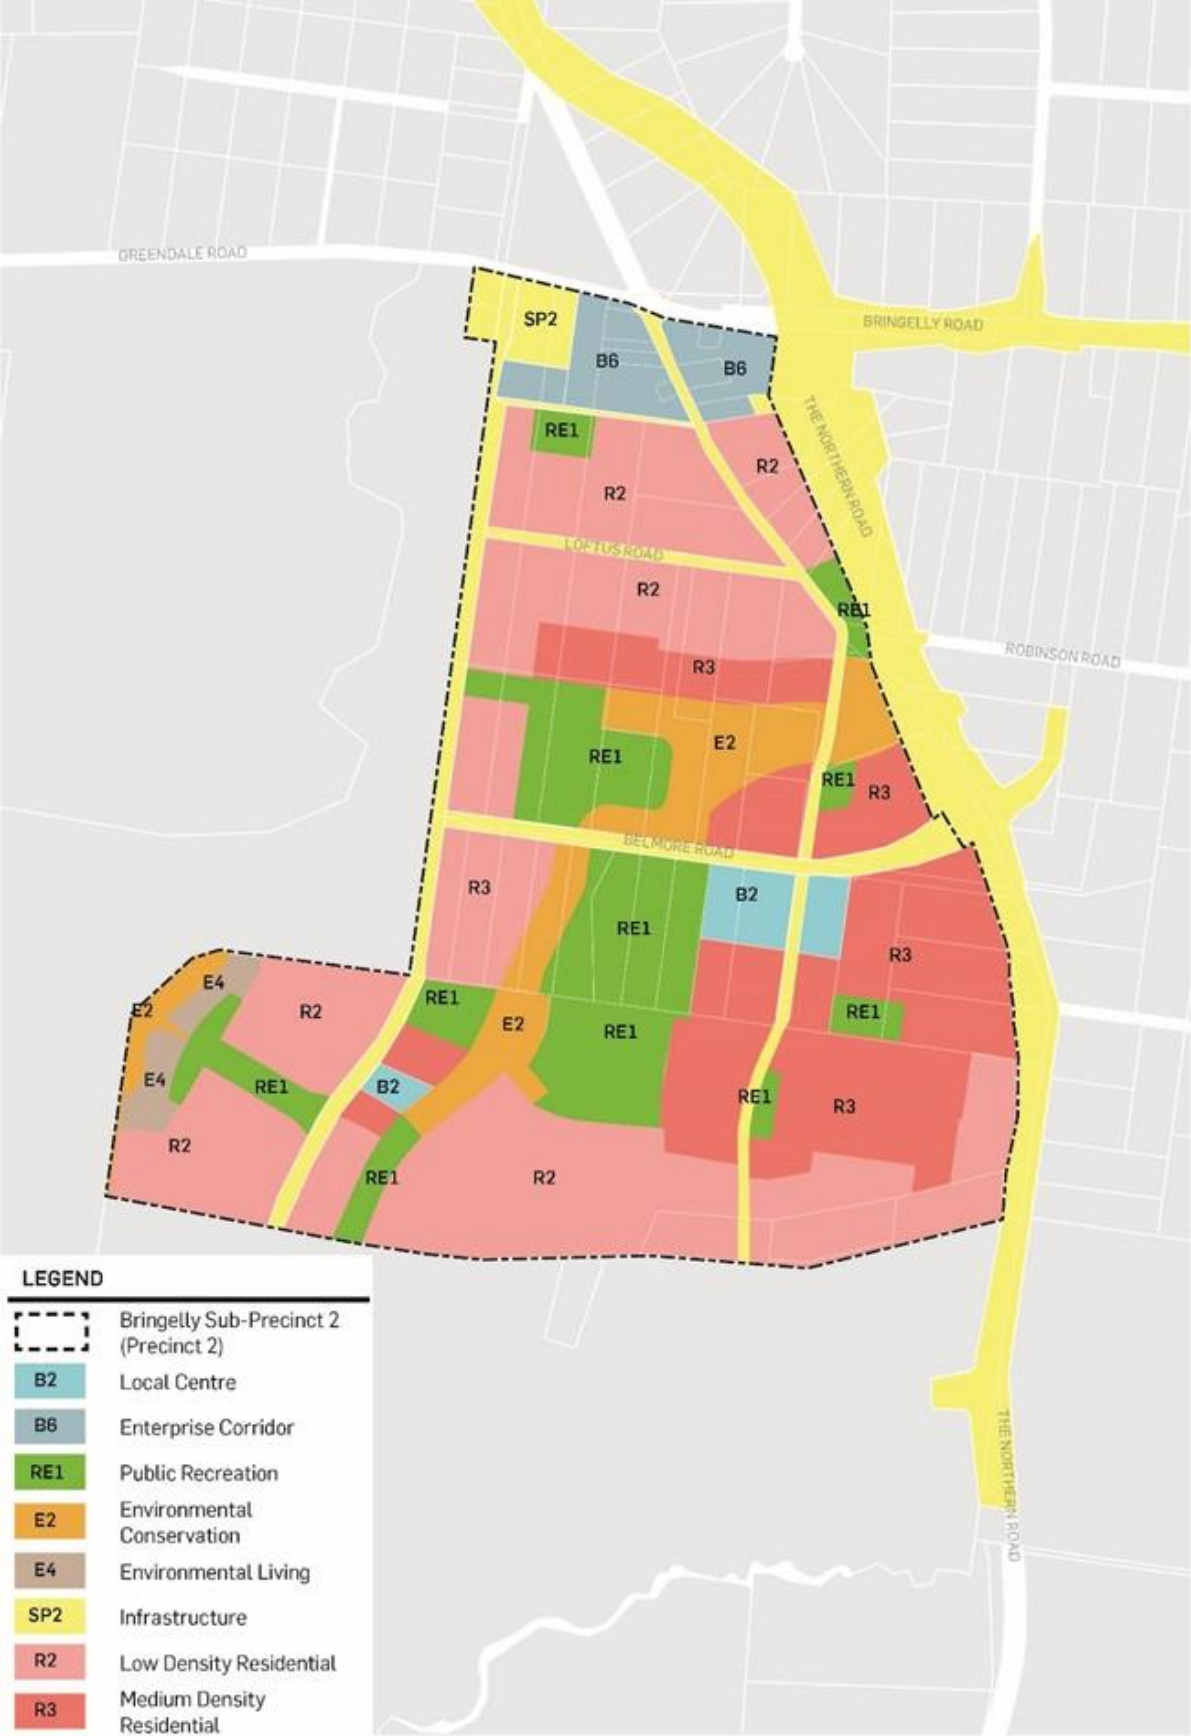 GREENDALE ROAD
SP2
BRINGELLY ROAD
B6
B6
THE NORTHERN ROAD
RE1
R2
R2
LOFTUS ROAD
R2
RE1
ROBINSON ROAD
R3
E2
RE1
RE1
R3
BELMORE ROAD
R3
B2
RE1
R3
E4
RE1
E2
R2
RE1
E2
RE1
E4
RE1
B2
RE1
R3
R2
RE1
R2
LEGEND
Bringelly Sub-Precinct 2
(Precinct 2)
B2
Local Centre
B6
Enterprise Corridor
RE1
Public Recreation
E2
Environmental
Conservation
E4
Environmental Living
SP2
Infrastructure
R2
Low Density Residential
R3
Medium Density
Residential
THE NORTHERN ROAD